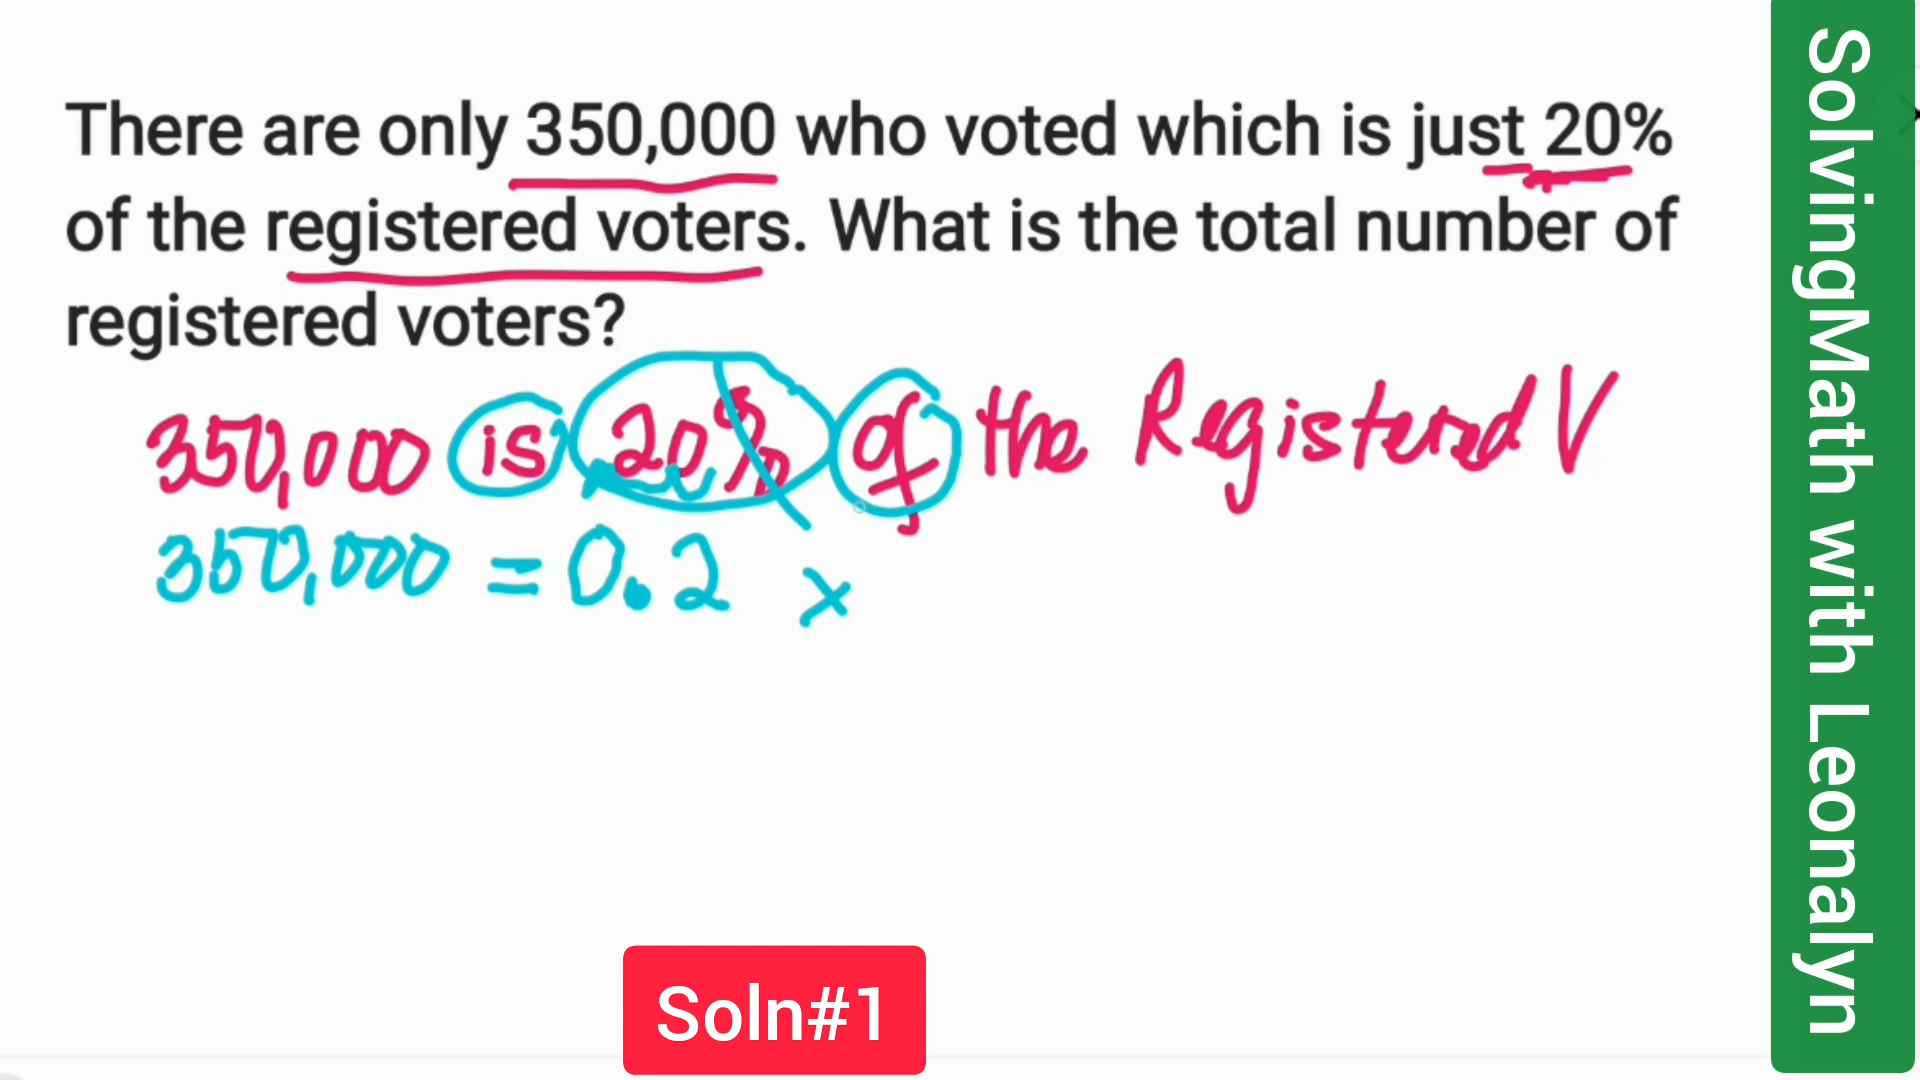 There are only 350,000 who voted which is just 20%
of the registered voters. What is the total number of
registered voters?
350,000 is 20% of the Registered V
350,000 = 0.2 x
Soln#1
SolvingMath with Leonalyn